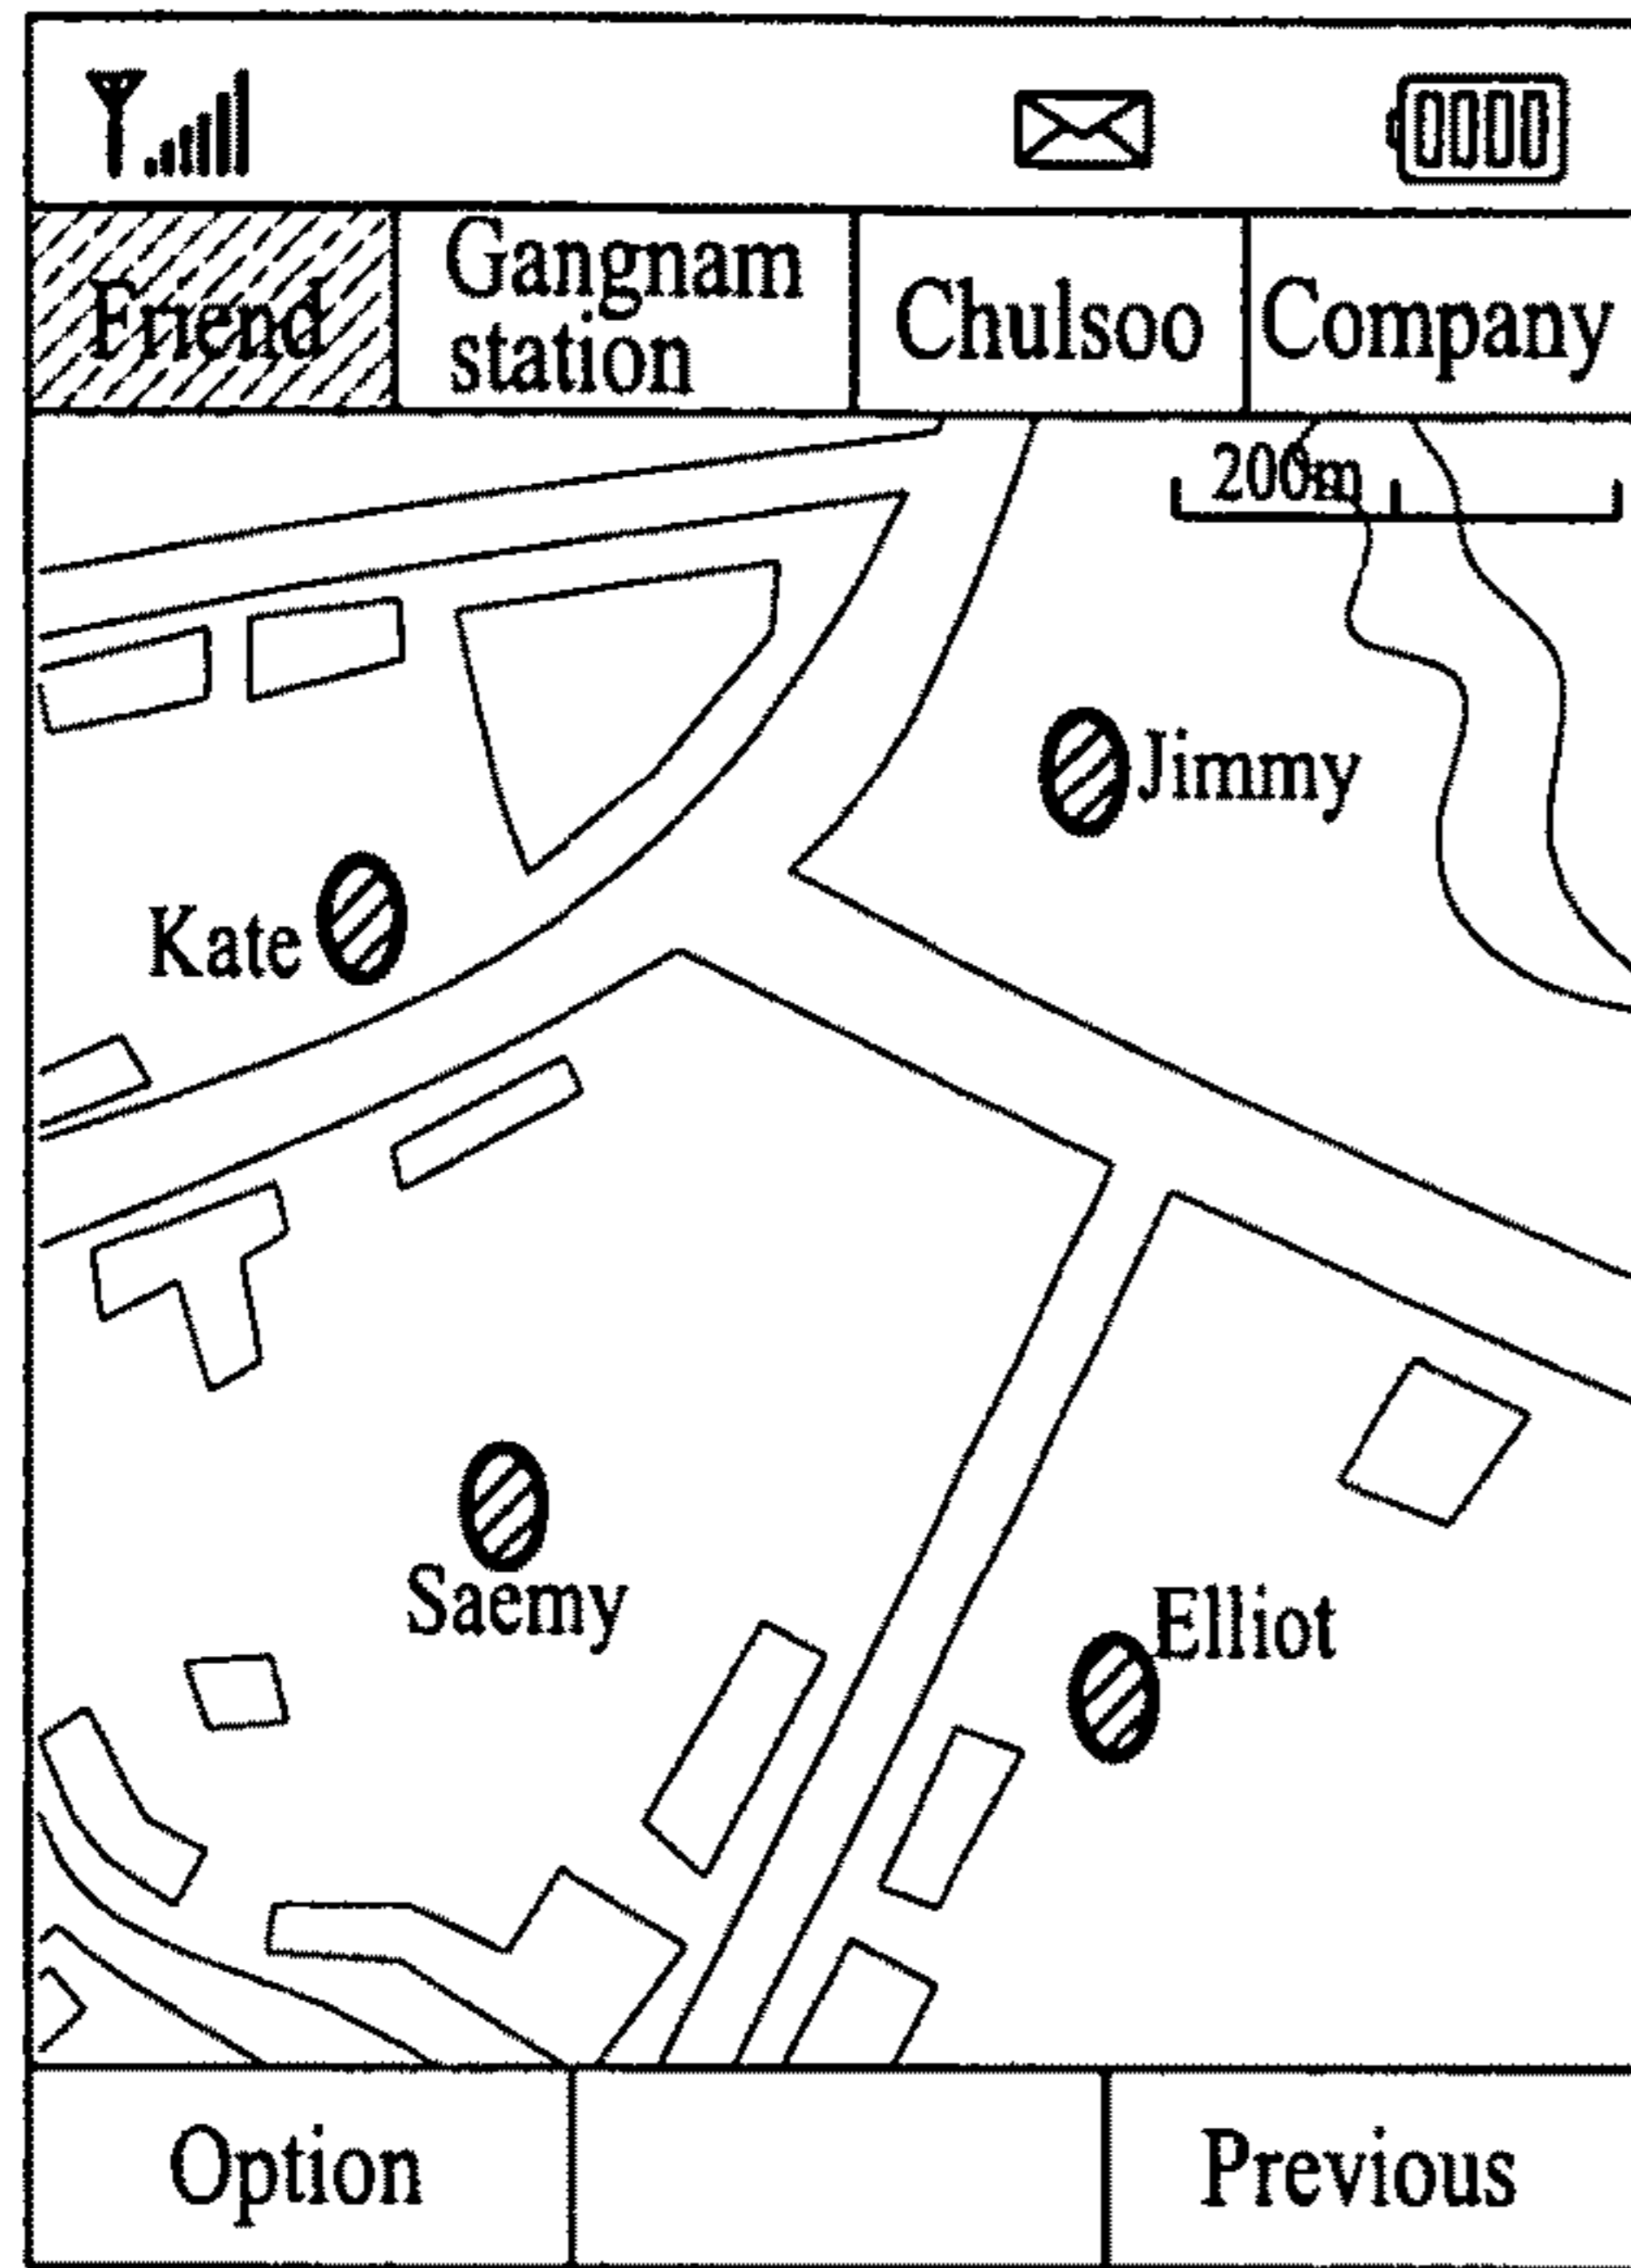 Friend
Gangnam
station
Chulsoo
Company
200m
Jimmy
Kate
Saemy
Elliot
Option
Previous